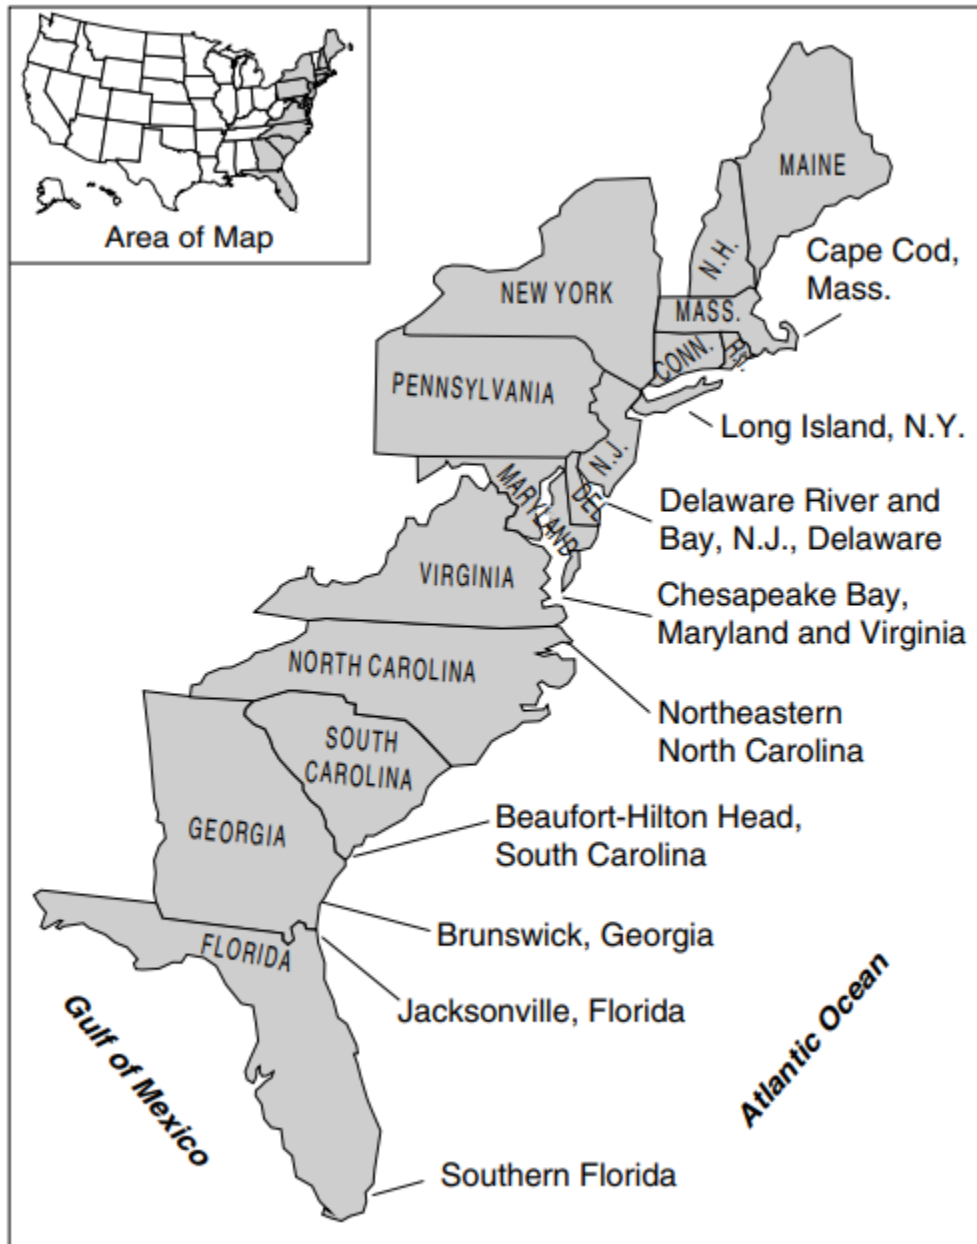 Area of Map
MAINE
N.H.
Cape Cod,
Mass.
NEW YORK
MASS.
CONN.
R.I.
PENNSYLVANIA
Long Island, N.Y.
N.J.
MARYLAND
DEL.
Delaware River and
Bay, N.J., Delaware
VIRGINIA
Chesapeake Bay,
Maryland and Virginia
NORTH CAROLINA
Northeastern
North Carolina
SOUTH
CAROLINA
GEORGIA
Beaufort-Hilton Head,
South Carolina
Brunswick, Georgia
FLORIDA
Jacksonville, Florida
Gulf of Mexico
Atlantic Ocean
Southern Florida